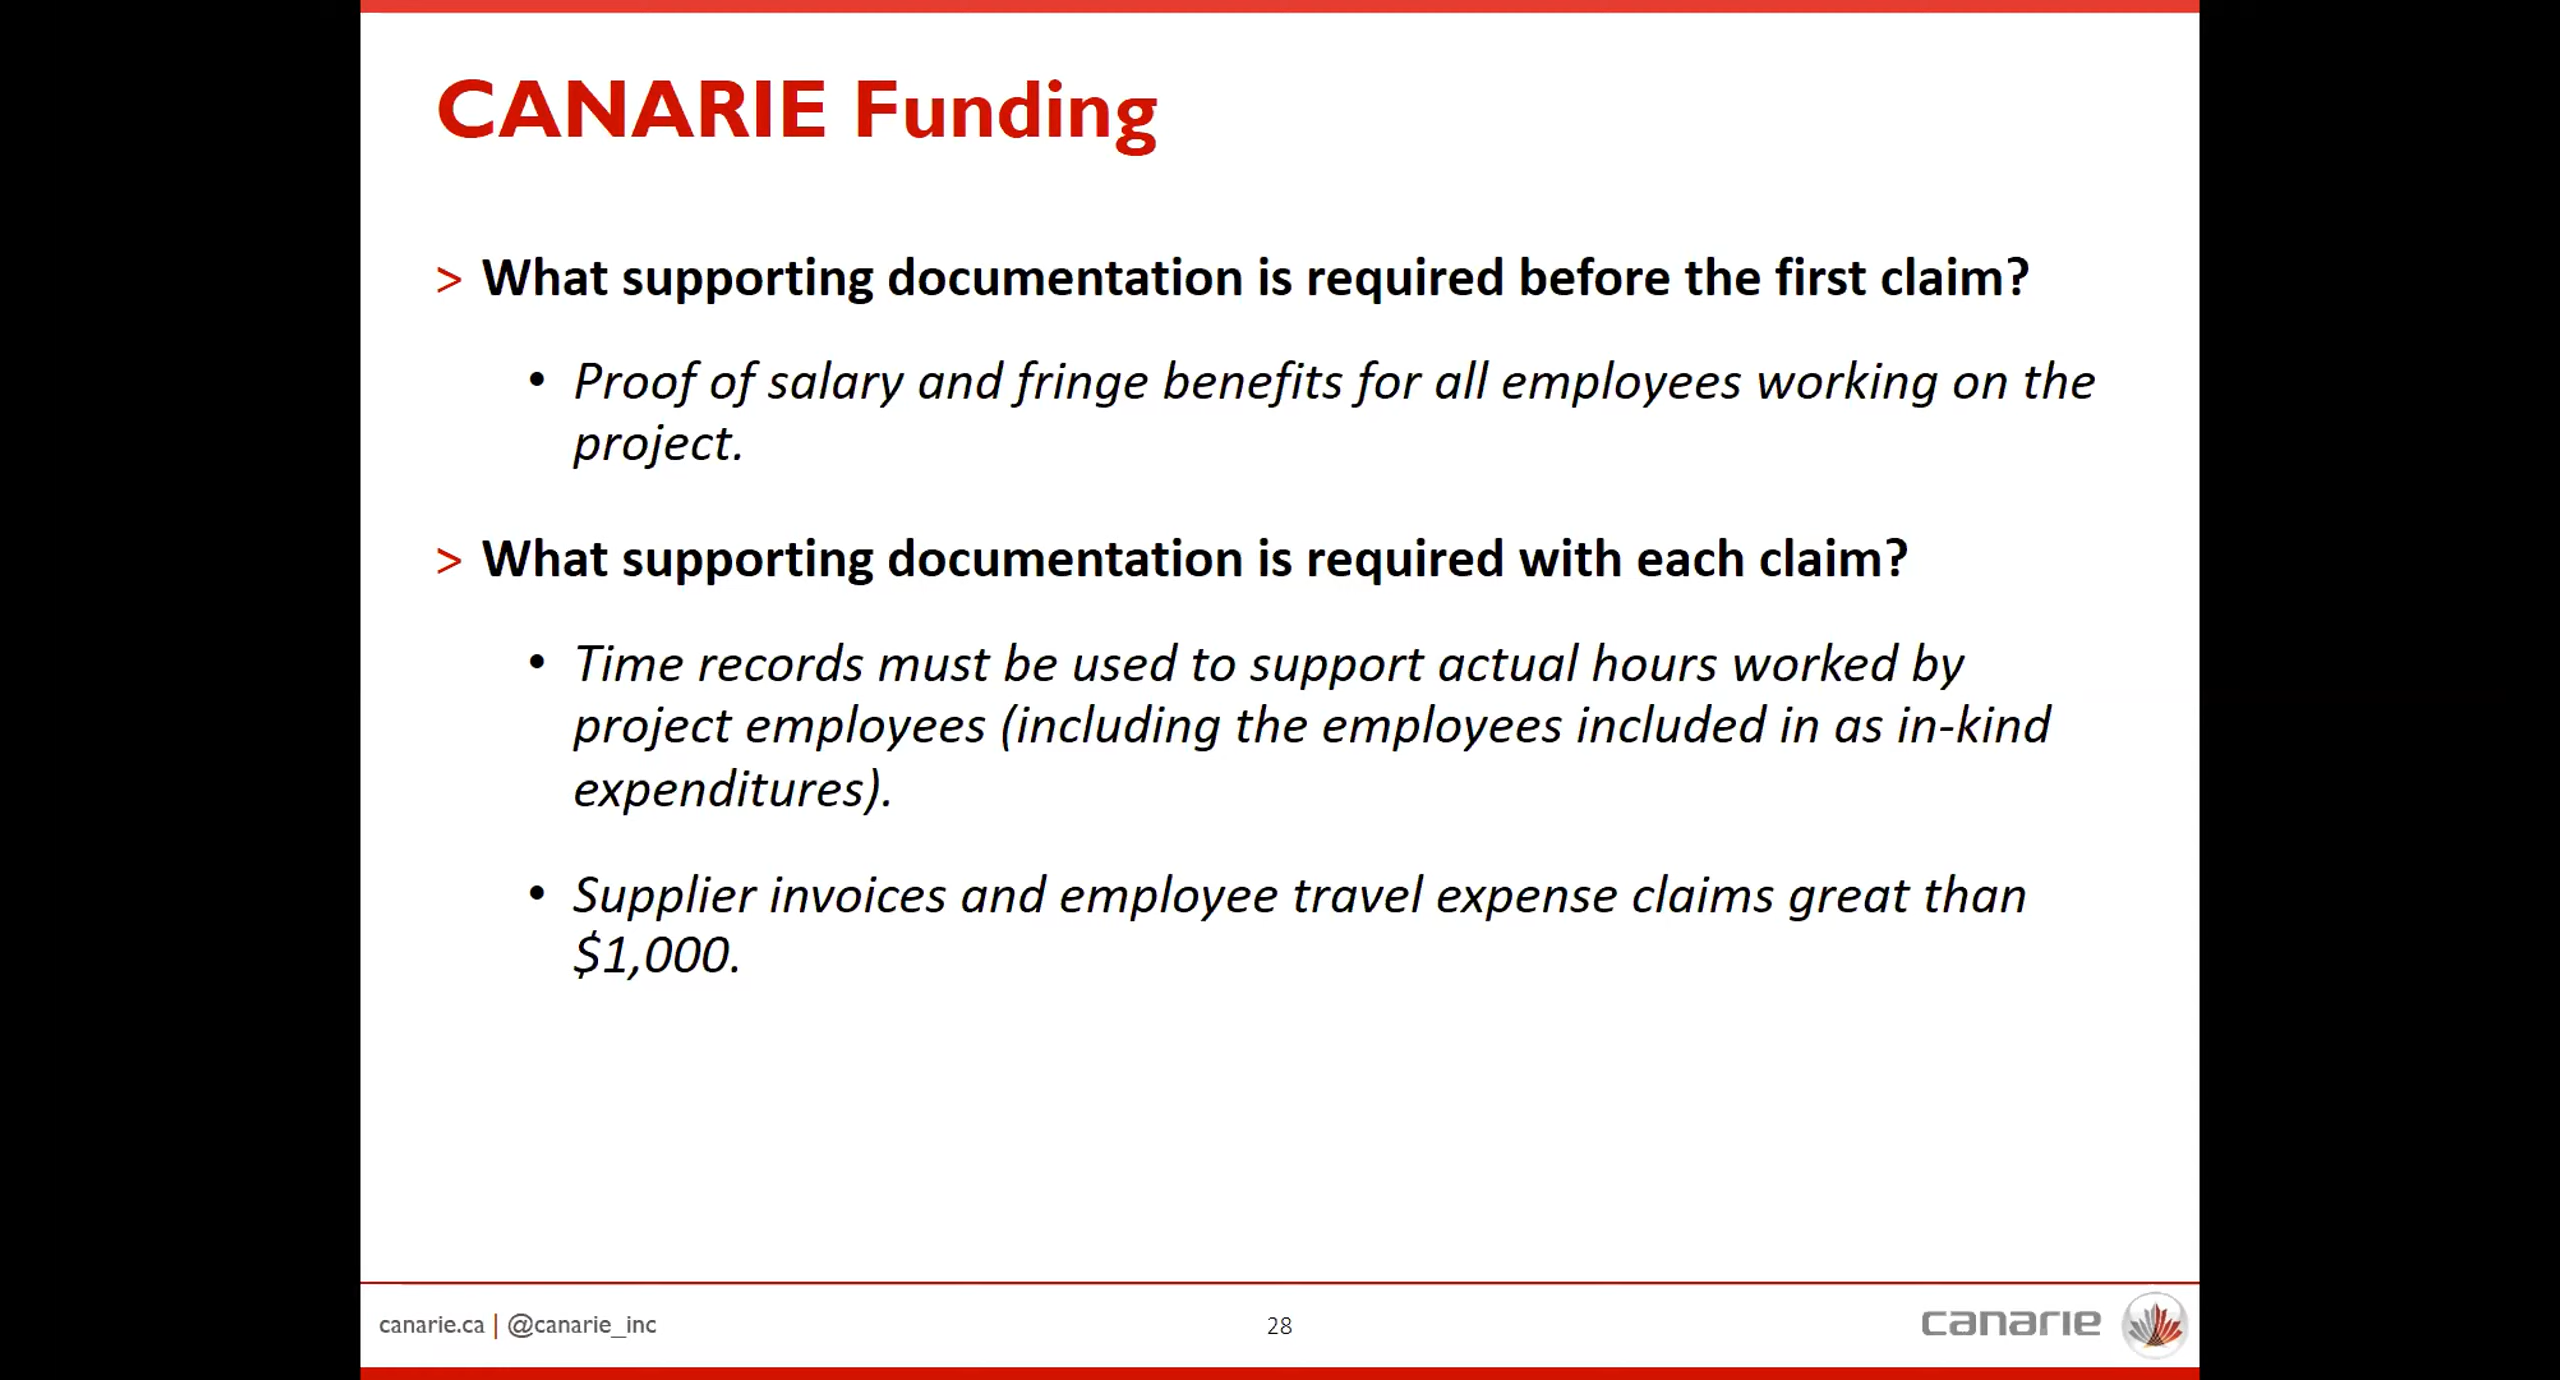 CANARIE Funding
> What supporting documentation is required before the first claim?
• Proof of salary and fringe benefits for all employees working on the
project.
> What supporting documentation is required with each claim?
• Time records must be used to support actual hours worked by
project employees (including the employees included in as in-kind
expenditures).
• Supplier invoices and employee travel expense claims great than
$1,000.
canarie.ca | @canarie_inc
28
canarie